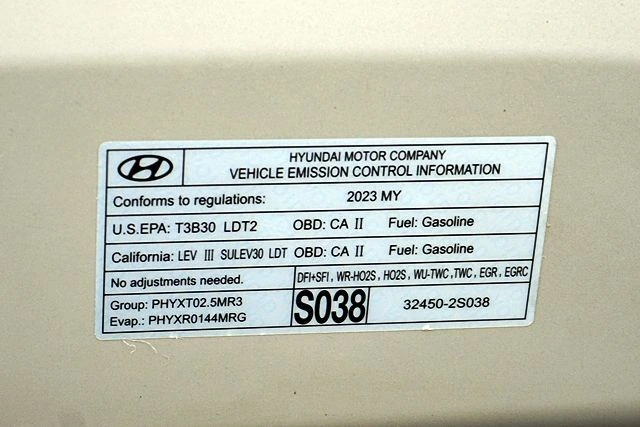 HYUNDAI MOTOR COMPANY
VEHICLE EMISSION CONTROL INFORMATION
Conforms to regulations: 2023 MY
U.S.EPA: T3B30 LDT2 OBD: CA II Fuel: Gasoline
California: LEV III SULEV30 LDT OBD: CA II Fuel: Gasoline
No adjustments needed. DFI+SFI, WR-HO2S, HO2S, WU-TWC, TWC, EGR, EGRC
Group: PHYXT02.5MR3
Evap.: PHYXR0144MRG
S038 32450-2S038